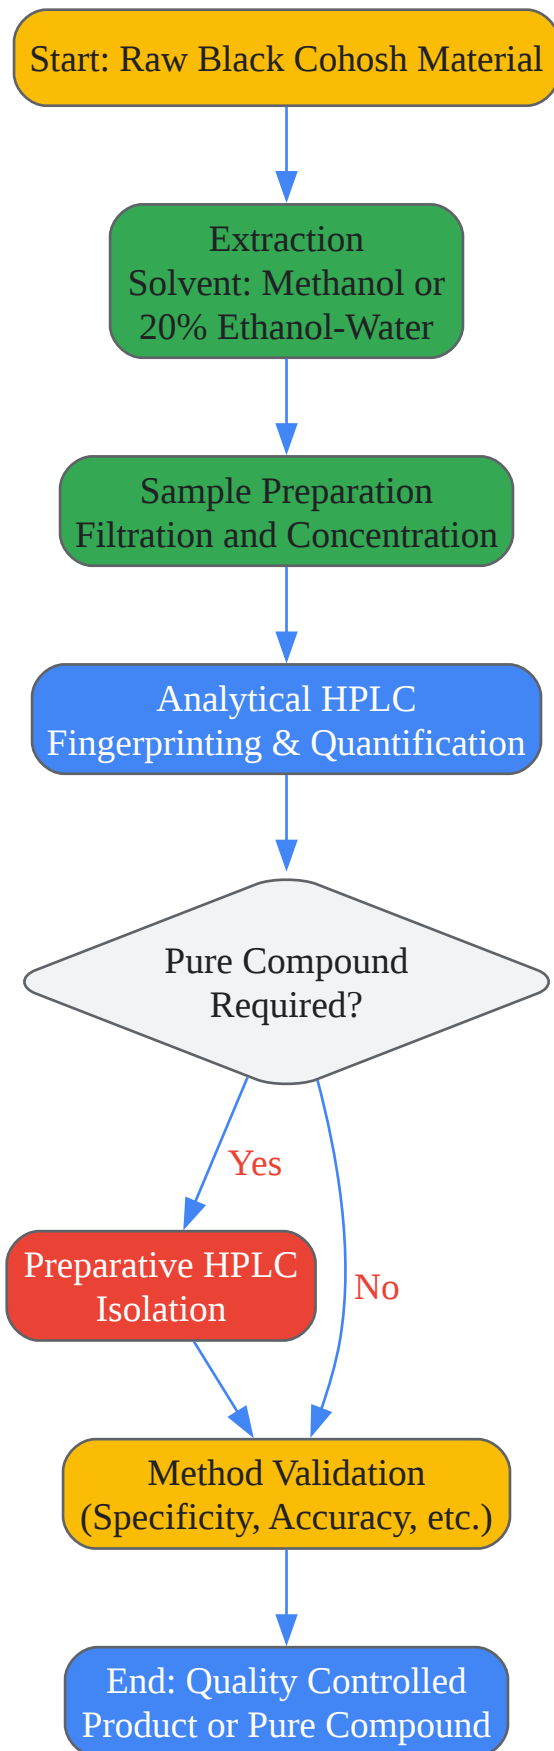 Start: Raw Black Cohosh Material
Extraction
Solvent: Methanol or
20% Ethanol-Water
Sample Preparation
Filtration and Concentration
Analytical HPLC
Fingerprinting & Quantification
Pure Compound
Required?
Yes
Preparative HPLC
Isolation
No
Method Validation
(Specificity, Accuracy, etc.)
End: Quality Controlled
Product or Pure Compound